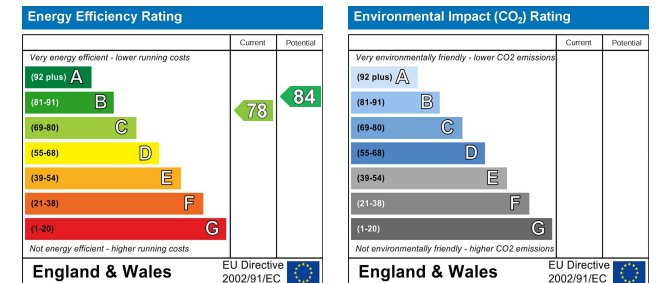 Energy Efficiency Rating
Current Potential
Very energy efficient - lower running costs
(92 plus) A
(81-91) B
(69-80) C
(55-68) D
(39-54) E
(21-38) F
(1-20) G
78
84
Not energy efficient - higher running costs
England & Wales
EU Directive
2002/91/EC
Environmental Impact (CO₂) Rating
Current Potential
Very environmentally friendly - lower CO2 emissions
(92 plus) A
(81-91) B
(69-80) C
(55-68) D
(39-54) E
(21-38) F
(1-20) G
Not environmentally friendly - higher CO2 emissions
England & Wales
EU Directive
2002/91/EC